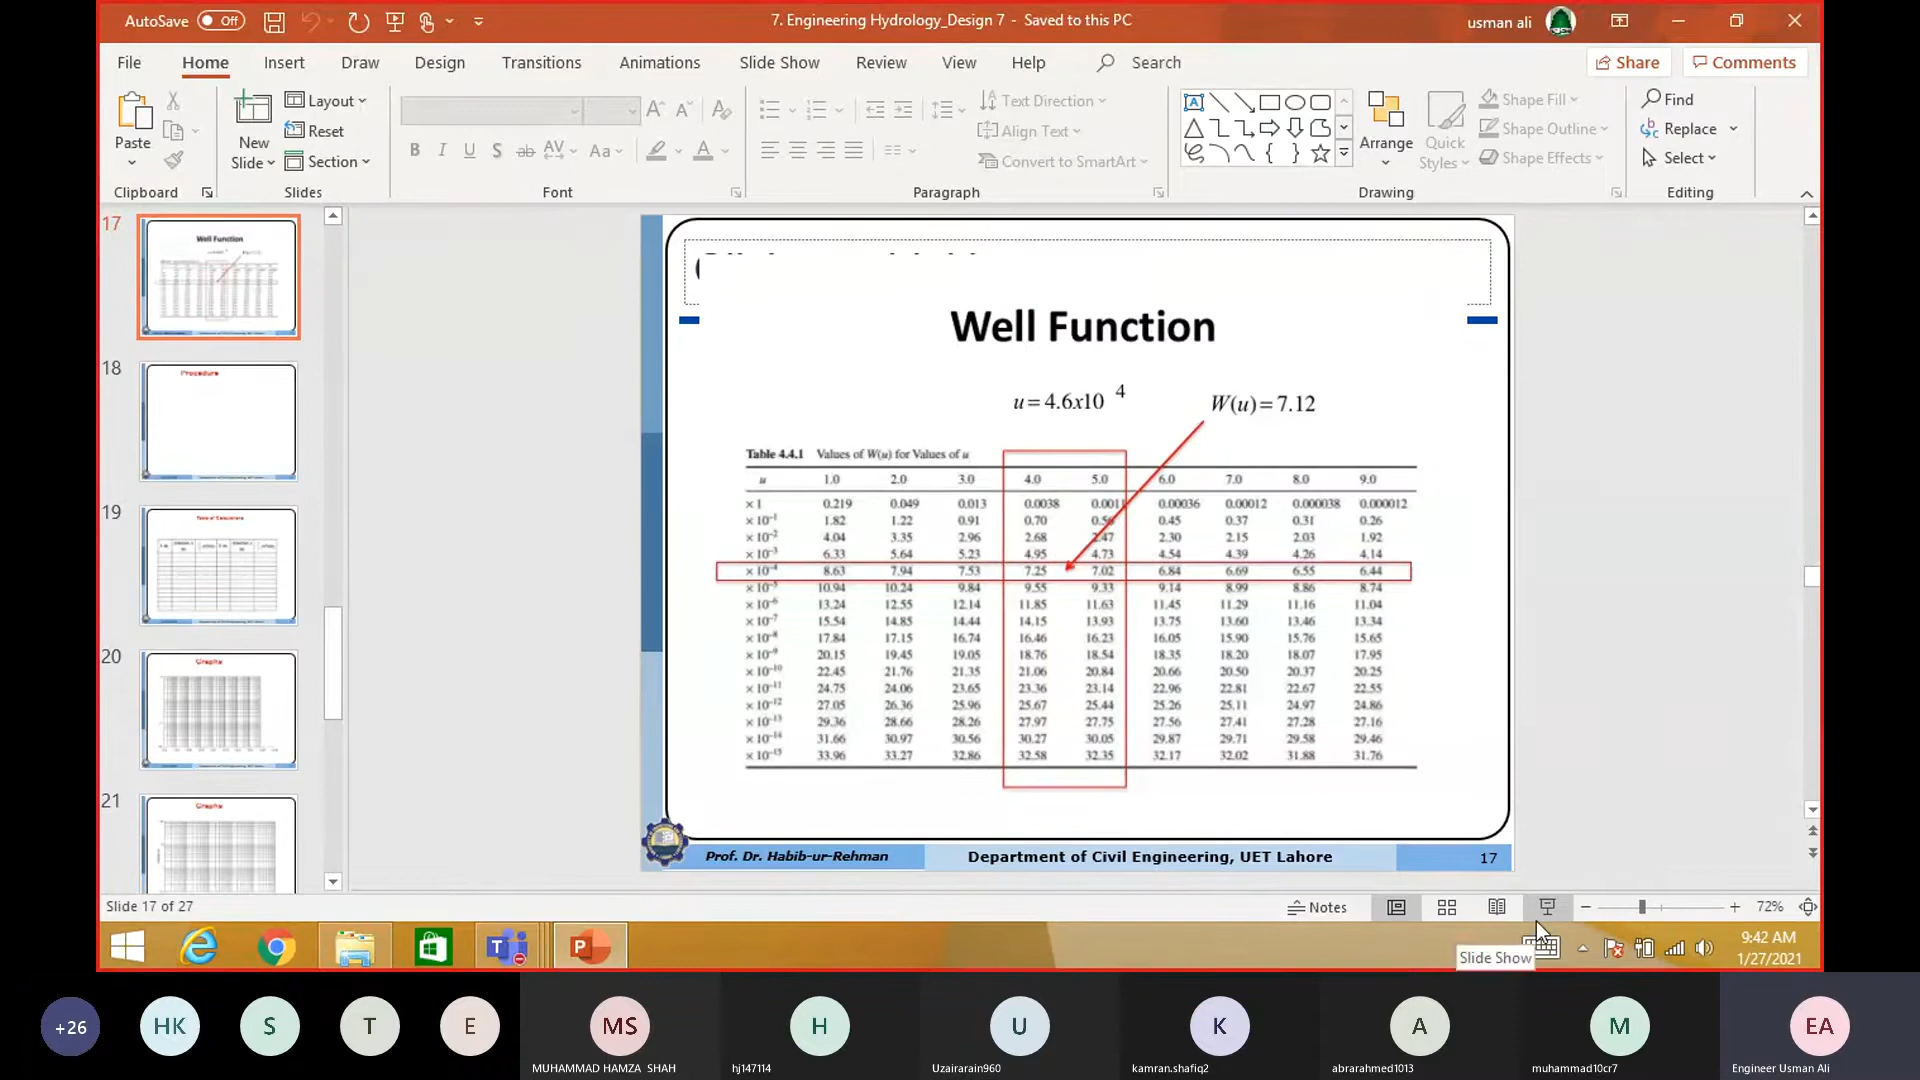 AutoSave Off
7. Engineering Hydrology_Design 7 - Saved to this PC
usman ali
File Home Insert Draw Design Transitions Animations Slide Show Review View Help Search
Share Comments
Paste
New Slide
Layout
Reset
Section
Text Direction
Align Text
Convert to SmartArt
Arrange
Quick Styles
Shape Fill
Shape Outline
Shape Effects
Find
Replace
Select
Clipboard Slides Font Paragraph Drawing Editing
17
Well Function
18
Procedure
19
20
Graphs
21
Graphs
Well Function
u = 4.6x10 4
W(u) = 7.12
Table 4.4.1 Values of W(u) for Values of u
u 1.0 2.0 3.0 4.0 5.0 6.0 7.0 8.0 9.0
×1 0.219 0.049 0.013 0.0038 0.0011 0.00036 0.00012 0.000038 0.000012
×10⁻¹ 1.82 1.22 0.91 0.70 0.56 0.45 0.37 0.31 0.26
×10⁻² 4.04 3.35 2.96 2.68 2.47 2.30 2.15 2.03 1.92
×10⁻³ 6.33 5.64 5.23 4.95 4.73 4.54 4.39 4.26 4.14
×10⁻⁴ 8.63 7.94 7.53 7.25 7.02 6.84 6.69 6.55 6.44
×10⁻⁵ 10.94 10.24 9.84 9.55 9.33 9.14 8.99 8.86 8.74
×10⁻⁶ 13.24 12.55 12.14 11.85 11.63 11.45 11.29 11.16 11.04
×10⁻⁷ 15.54 14.85 14.44 14.15 13.93 13.75 13.60 13.46 13.34
×10⁻⁸ 17.84 17.15 16.74 16.46 16.23 16.05 15.90 15.76 15.65
×10⁻⁹ 20.15 19.45 19.05 18.76 18.54 18.35 18.20 18.07 17.95
×10⁻¹⁰ 22.45 21.76 21.35 21.06 20.84 20.66 20.50 20.37 20.25
×10⁻¹¹ 24.75 24.06 23.65 23.36 23.14 22.96 22.81 22.67 22.55
×10⁻¹² 27.05 26.36 25.96 25.67 25.44 25.26 25.11 24.97 24.86
×10⁻¹³ 29.36 28.66 28.26 27.97 27.75 27.56 27.41 27.28 27.16
×10⁻¹⁴ 31.66 30.97 30.56 30.27 30.05 29.87 29.71 29.58 29.46
×10⁻¹⁵ 33.96 33.27 32.86 32.58 32.35 32.17 32.02 31.88 31.76
Prof. Dr. Habib-ur-Rehman Department of Civil Engineering, UET Lahore 17
Slide 17 of 27
Notes
72%
Slide Show
9:42 AM
1/27/2021
+26 HK S T E MS H U K A M EA
MUHAMMAD HAMZA SHAH hj147114 Uzairarain960 kamran.shafiq2 abrarahmed1013 muhammad10cr7 Engineer Usman Ali